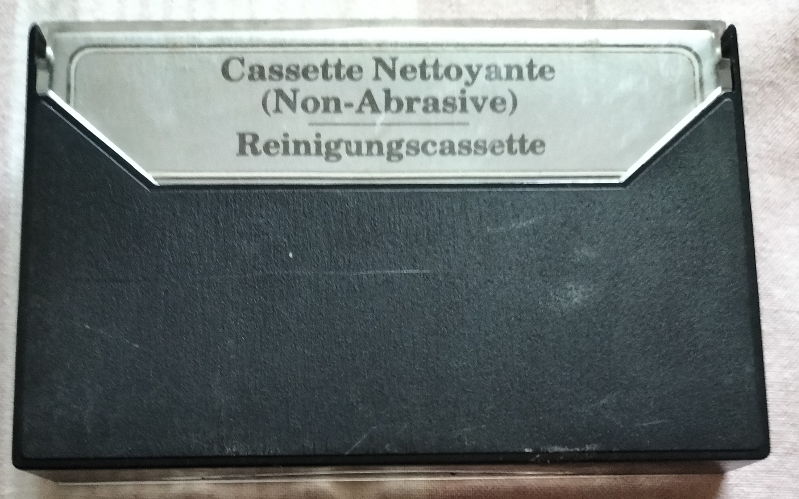 Cassette Nettoyante
(Non-Abrasive)
Reinigungscassette